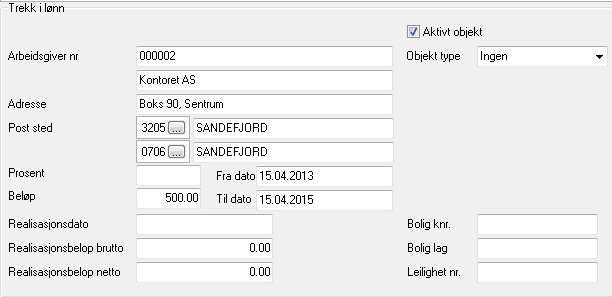 Trekk i lønn
Aktivt objekt
Arbeidsgiver nr 000002 Objekt type Ingen
Kontoret AS
Adresse Boks 90, Sentrum
Post sted 3205 ... SANDEFJORD
0706 ... SANDEFJORD
Prosent Fra dato 15.04.2013
Beløp 500.00 Til dato 15.04.2015
Realisasjonsdato Bolig knr.
Realisasjonsbelop brutto 0.00 Bolig lag
Realisasjonsbelop netto 0.00 Leilighet nr.